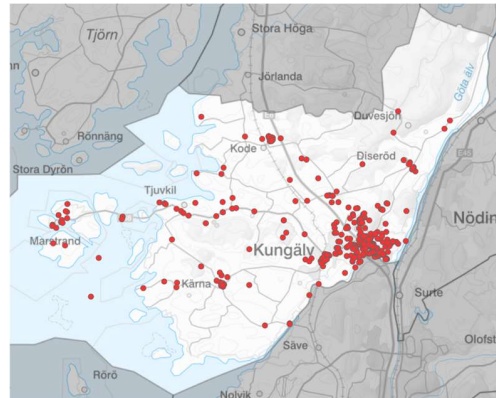 Stora Höga
Tjörn
Jörlanda
Göta älv
Duvesjön
Rönnäng
Kode
Diseröd
Stora Dyrön
Tjuvkil
Marstrand
Nödin
Kungälv
Kärna
Surte
Säve
Olofst
Rörö
Nolvik